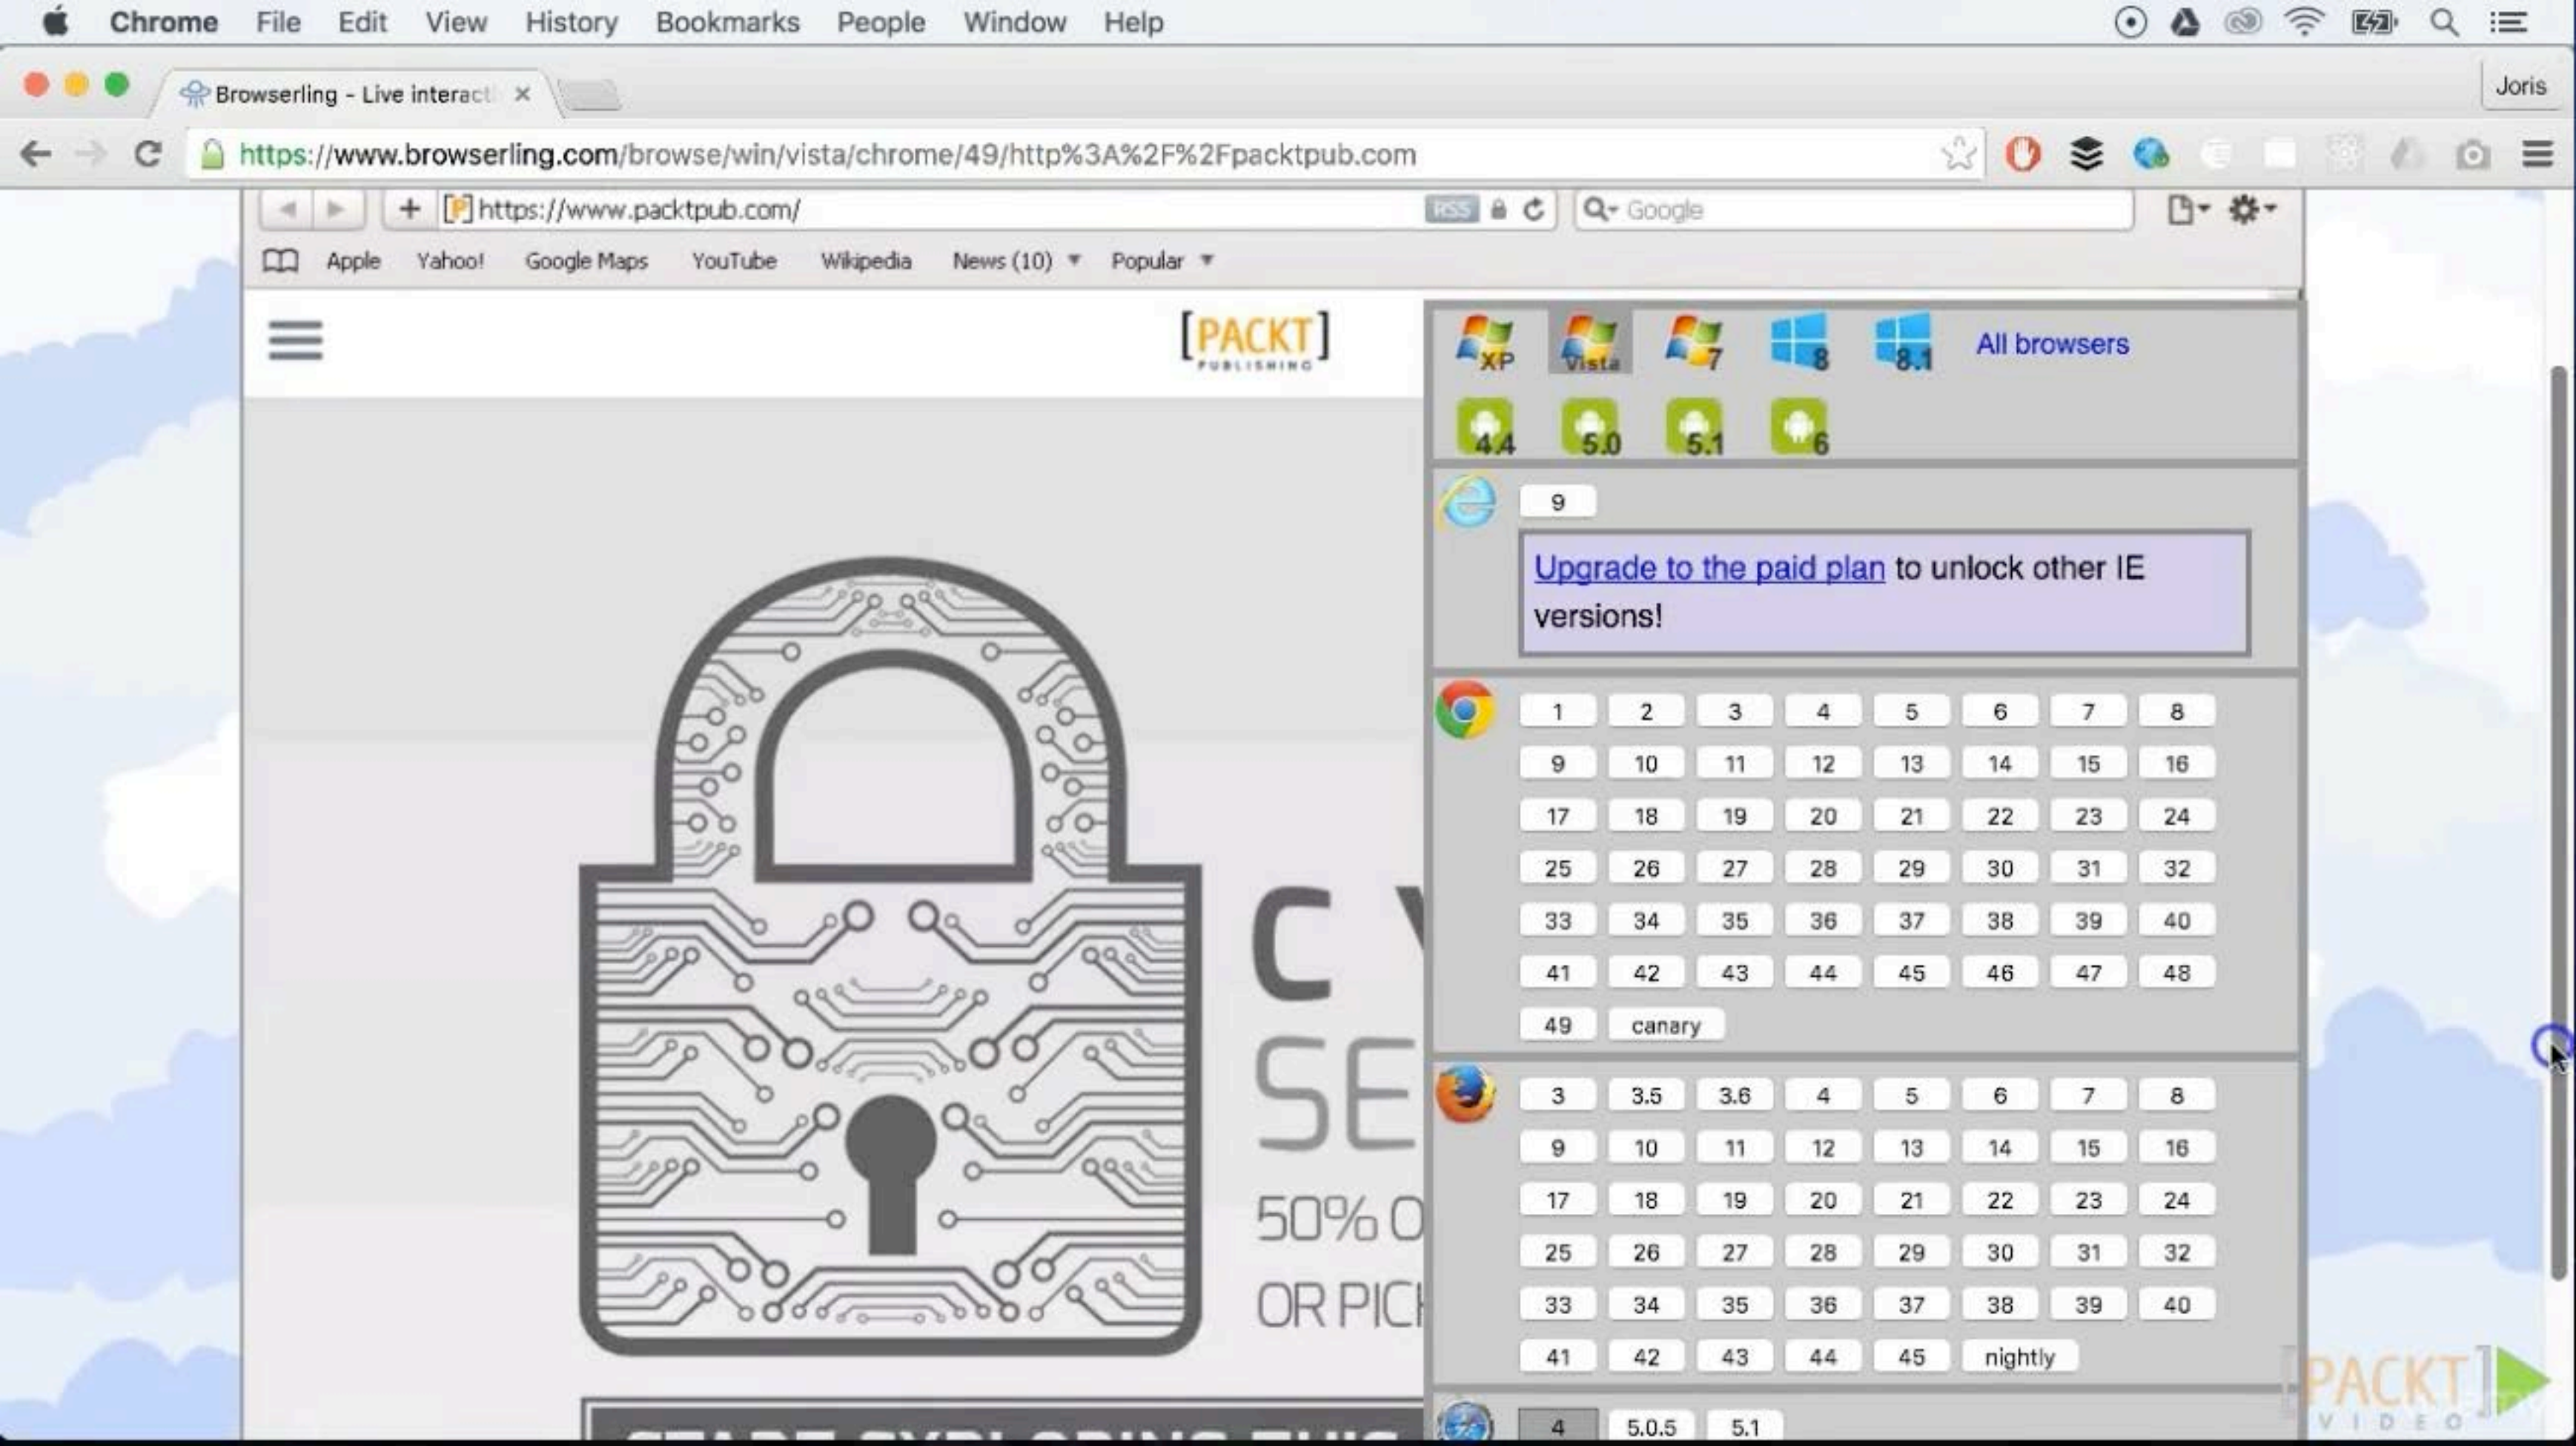 Chrome File Edit View History Bookmarks People Window Help
Browserling - Live interact
Joris
https://www.browserling.com/browse/win/vista/chrome/49/http%3A%2F%2Fpacktpub.com
https://www.packtpub.com/ RSS Google
Apple Yahoo! Google Maps YouTube Wikipedia News (10) Popular
[PACKT]
PUBLISHING
XP Vista 7 8 8.1 All browsers
4.4 5.0 5.1 6
9
Upgrade to the paid plan to unlock other IE
versions!
1 2 3 4 5 6 7 8
9 10 11 12 13 14 15 16
17 18 19 20 21 22 23 24
25 26 27 28 29 30 31 32
33 34 35 36 37 38 39 40
41 42 43 44 45 46 47 48
49 canary
3 3.5 3.6 4 5 6 7 8
9 10 11 12 13 14 15 16
17 18 19 20 21 22 23 24
25 26 27 28 29 30 31 32
33 34 35 36 37 38 39 40
41 42 43 44 45 nightly
4 5.0.5 5.1
C
SE
50% O
OR PIC
START EXPLORING THIS
[PACKT]
VIDEO